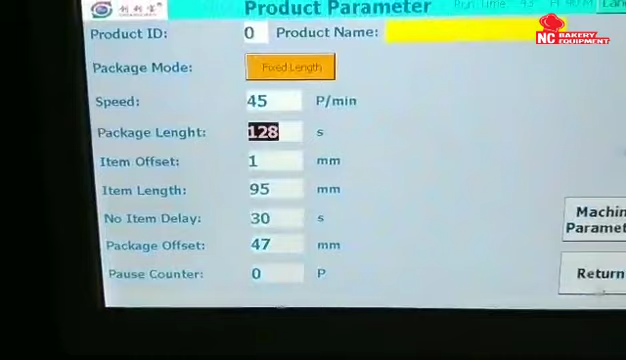 Product Parameter
Run Time
Product ID: 0 Product Name:
NC BAKERY EQUIPMENT
Package Mode: Fixed Length
Speed: 45 P/min
Package Lenght: 128 s
Item Offset: 1 mm
Item Length: 95 mm
No Item Delay: 30 s
Machin
Paramet
Package Offset: 47 mm
Pause Counter: 0 P
Return